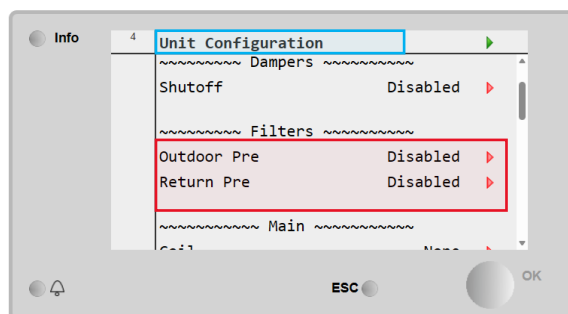 Info
4
Unit Configuration
~~~~~~~~~ Dampers ~~~~~~~~~~
Shutoff Disabled
~~~~~~~~~ Filters ~~~~~~~~~~
Outdoor Pre Disabled
Return Pre Disabled
~~~~~~~~~~~ Main ~~~~~~~~~~~
ESC
OK